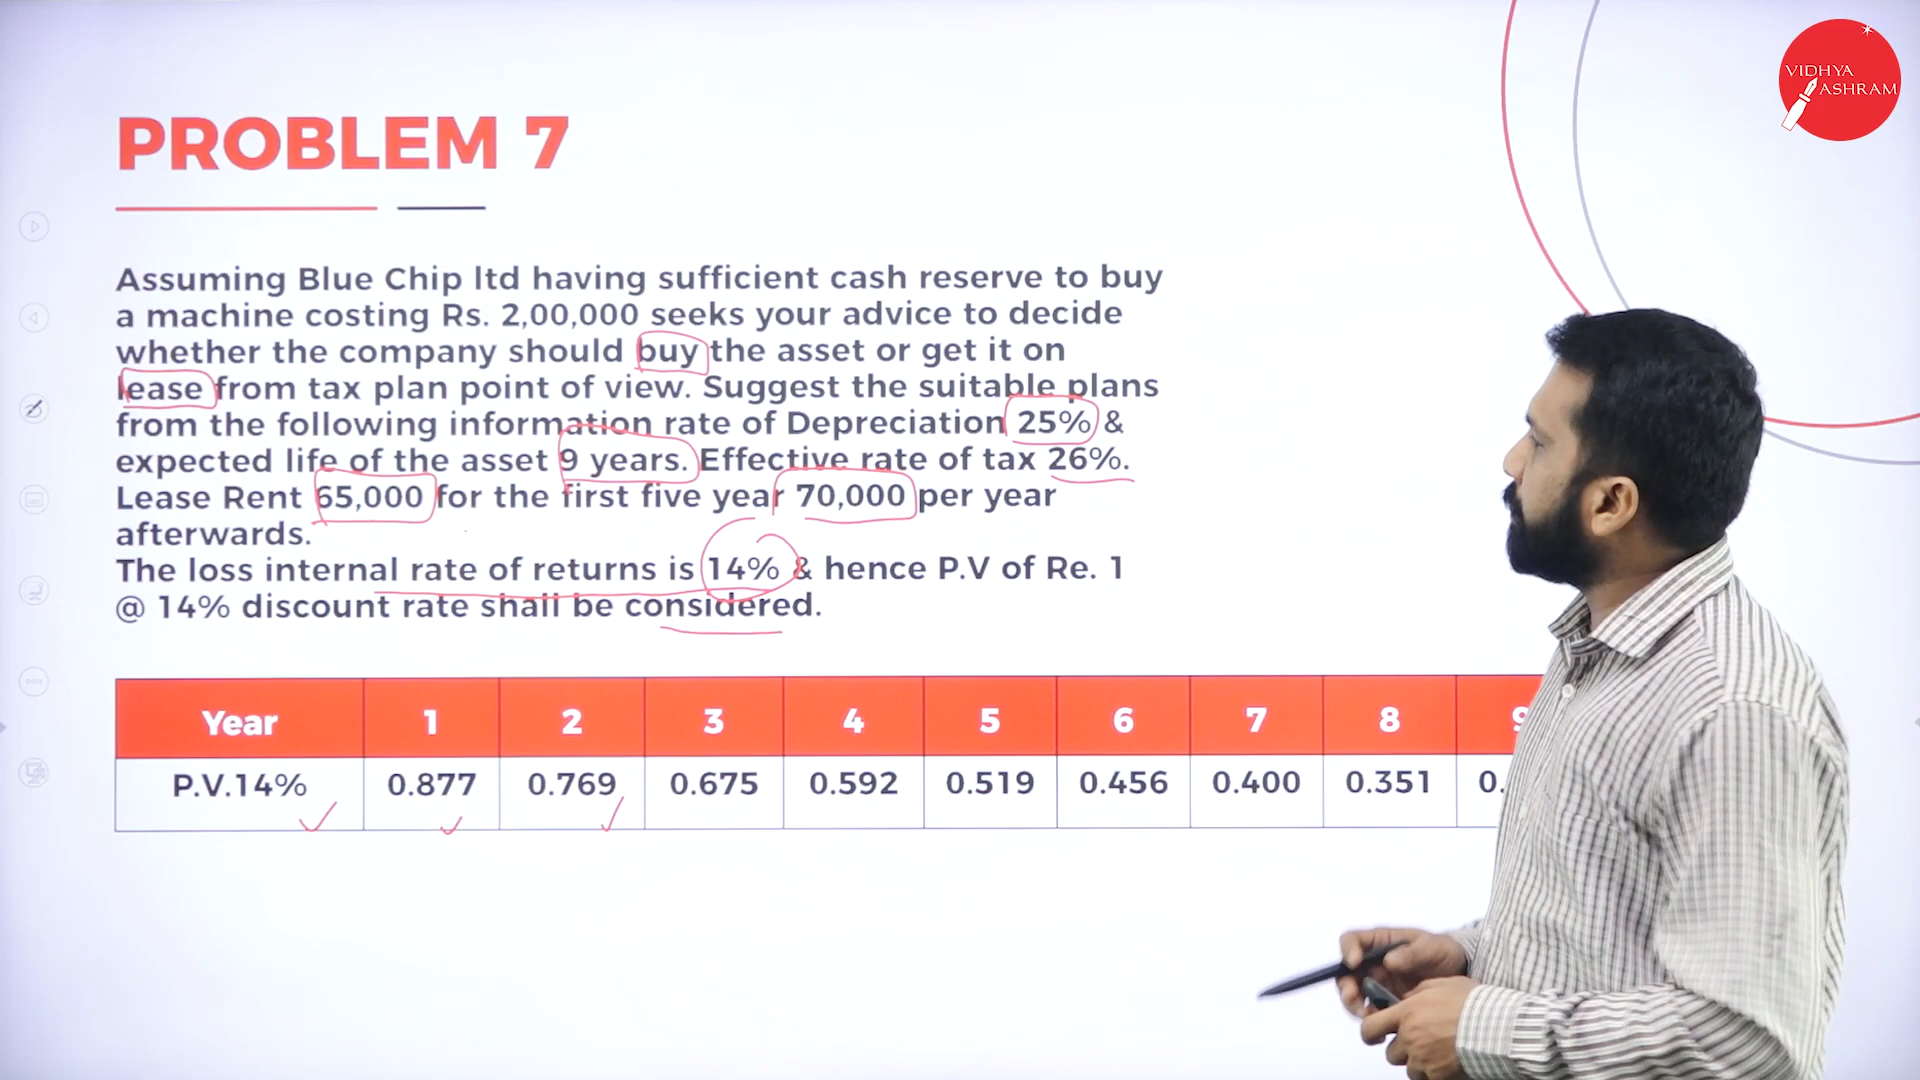 VIDHYA
ASHRAM
PROBLEM 7
Assuming Blue Chip ltd having sufficient cash reserve to buy
a machine costing Rs. 2,00,000 seeks your advice to decide
whether the company should buy the asset or get it on
lease from tax plan point of view. Suggest the suitable plans
from the following information rate of Depreciation 25% &
expected life of the asset 9 years. Effective rate of tax 26%.
Lease Rent 65,000 for the first five year 70,000 per year
afterwards.
The loss internal rate of returns is 14% & hence P.V of Re. 1
@ 14% discount rate shall be considered.
Year 1 2 3 4 5 6 7 8 9
P.V.14% 0.877 0.769 0.675 0.592 0.519 0.456 0.400 0.351